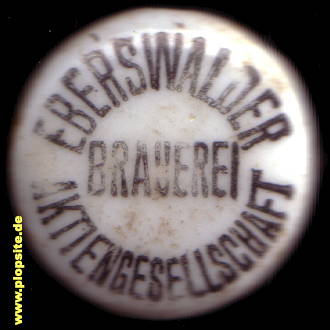 EBERSWALDER
BRAUEREI
AKTIENGESELLSCHAFT
www.plopsite.de